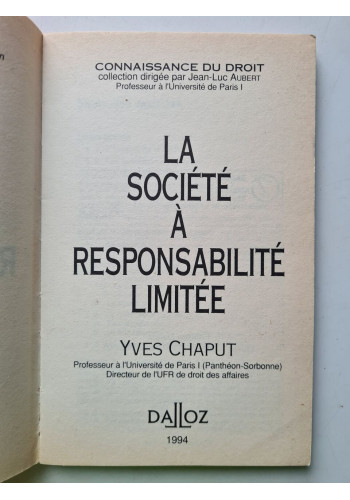 CONNAISSANCE DU DROIT
collection dirigée par Jean-Luc AUBERT
Professeur à l'Université de Paris I
LA
SOCIÉTÉ
À
RESPONSABILITÉ
LIMITÉE
YVES CHAPUT
Professeur à l'Université de Paris I (Panthéon-Sorbonne)
Directeur de l'UFR de droit des affaires
DALLOZ
1994